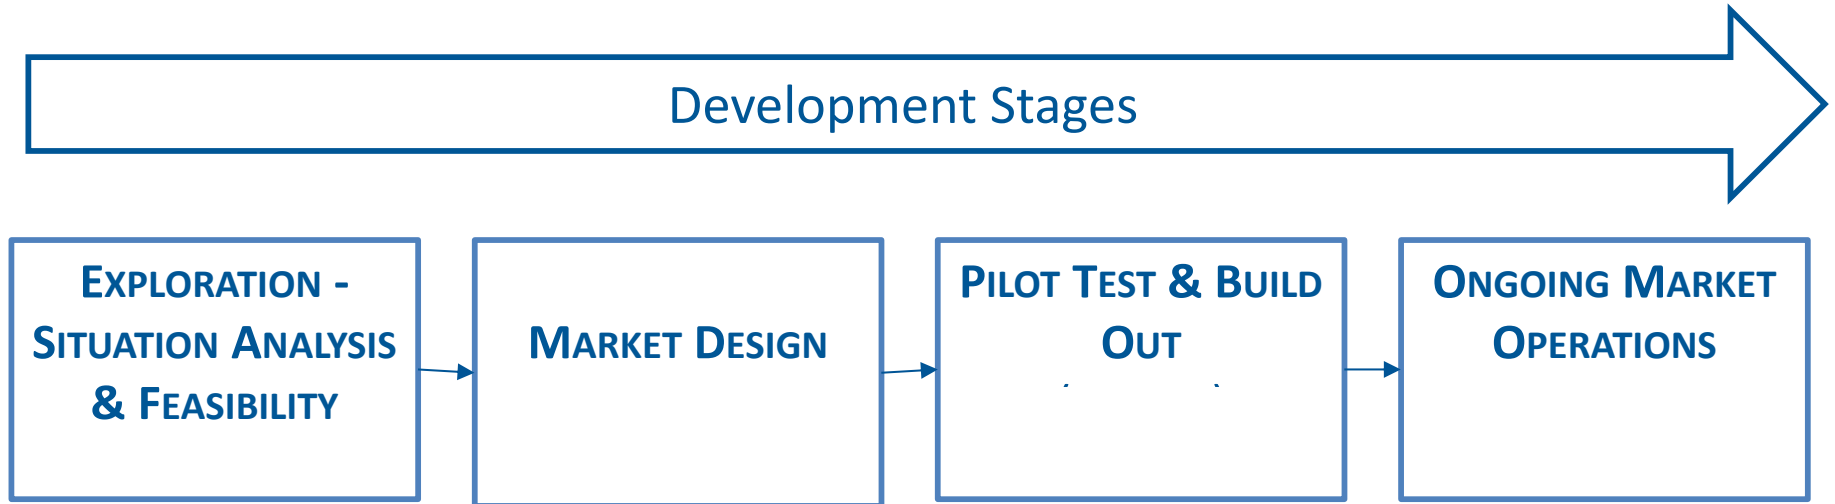 Development Stages
EXPLORATION -
SITUATION ANALYSIS
& FEASIBILITY
MARKET DESIGN
PILOT TEST & BUILD
OUT
ONGOING MARKET
OPERATIONS